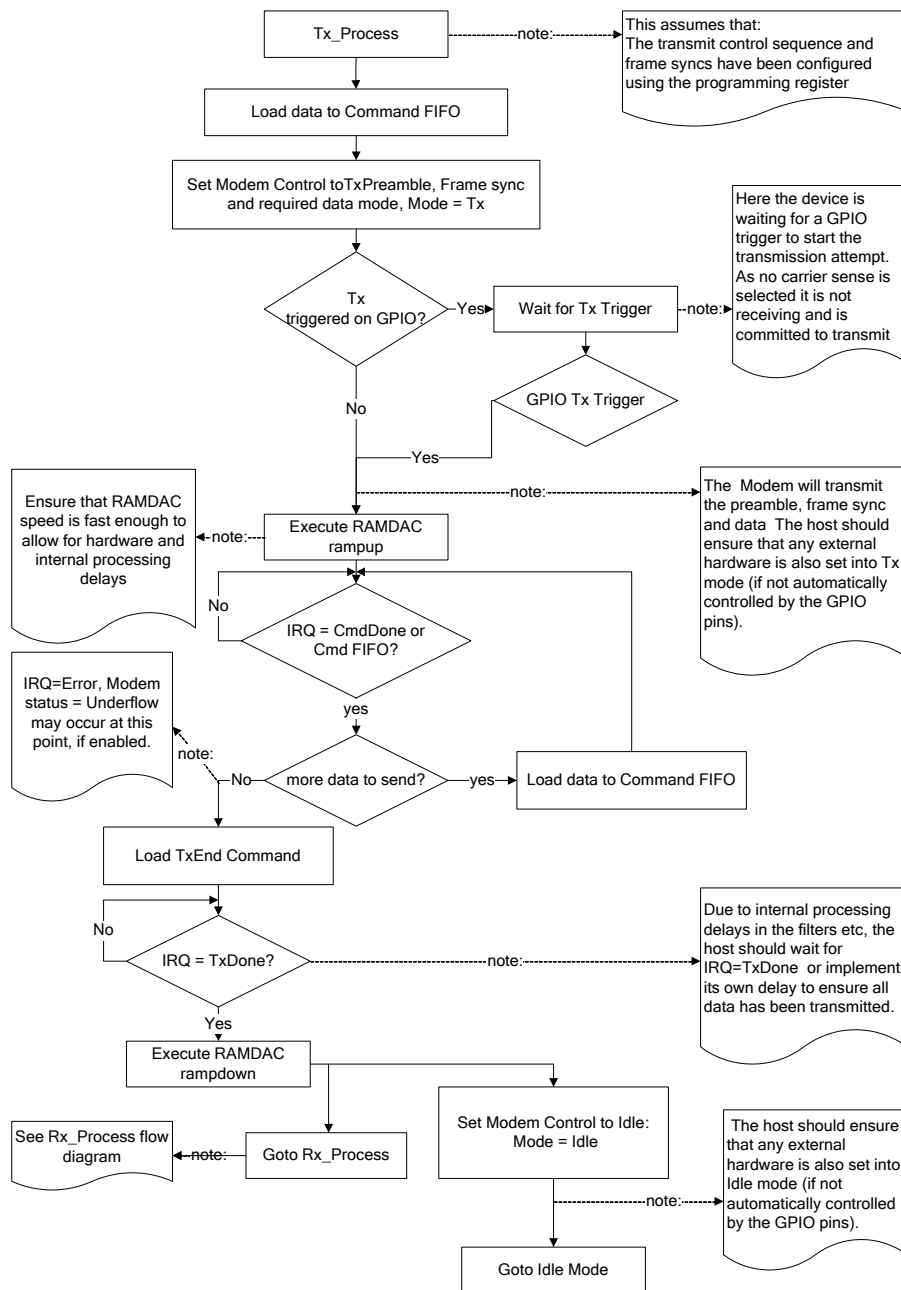 Tx_Process
note:
This assumes that:
The transmit control sequence and
frame syncs have been configured
using the programming register
Load data to Command FIFO
Set Modem Control toTxPreamble, Frame sync
and required data mode, Mode = Tx
Here the device is
waiting for a GPIO
trigger to start the
transmission attempt.
As no carrier sense is
selected it is not
receiving and is
committed to transmit
Tx
triggered on GPIO?
Yes
Wait for Tx Trigger
note:
GPIO Tx Trigger
No
Yes
Ensure that RAMDAC
speed is fast enough to
allow for hardware and
internal processing
delays
note:
note:
The  Modem will transmit
the preamble, frame sync
and data  The host should
ensure that any external
hardware is also set into Tx
mode (if not automatically
controlled by the GPIO
pins).
Execute RAMDAC
rampup
No
IRQ = CmdDone or
Cmd FIFO?
yes
IRQ=Error, Modem
status = Underflow
may occur at this
point, if enabled.
note:
No
more data to send?
yes
Load data to Command FIFO
Load TxEnd Command
No
IRQ = TxDone?
note:
Due to internal processing
delays in the filters etc, the
host should wait for
IRQ=TxDone  or implement
its own delay to ensure all
data has been transmitted.
Yes
Execute RAMDAC
rampdown
See Rx_Process flow
diagram
note:
Goto Rx_Process
Set Modem Control to Idle:
Mode = Idle
note:
The host should ensure
that any external
hardware is also set into
Idle mode (if not
automatically controlled
by the GPIO pins).
Goto Idle Mode